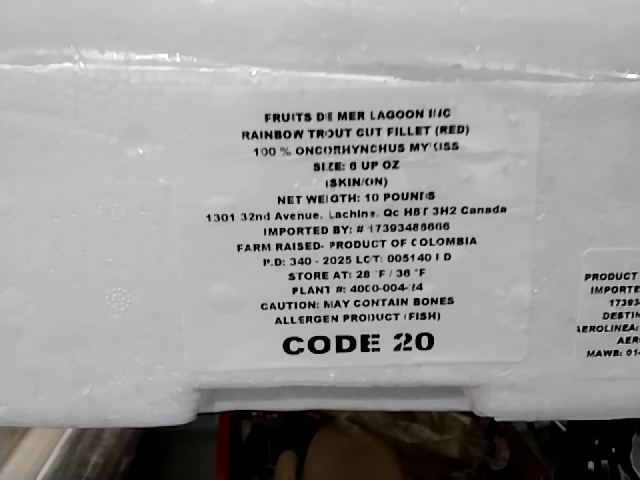 FRUITS DE MER LAGOON INC
RAINBOW TROUT CUT FILLET (RED)
100 % ONCORHYNCHUS MYKISS
SIZE: 6 UP OZ
(SKIN/ON)
NET WEIGTH: 10 POUNDS
1301 32nd Avenue. Lachine. Qc H8T 3H2 Canada
IMPORTED BY: # 17393486666
FARM RAISED- PRODUCT OF COLOMBIA
P.D: 340 - 2025 LOT: 005140 I D
STORE AT: 28 °F / 36 °F
PLANT #: 4000-004-24
CAUTION: MAY CONTAIN BONES
ALLERGEN PRODUCT (FISH)
CODE 20
PRODUCT
IMPORTE
17393
DESTIN
AEROLINEA:
AER
MAWB: 01